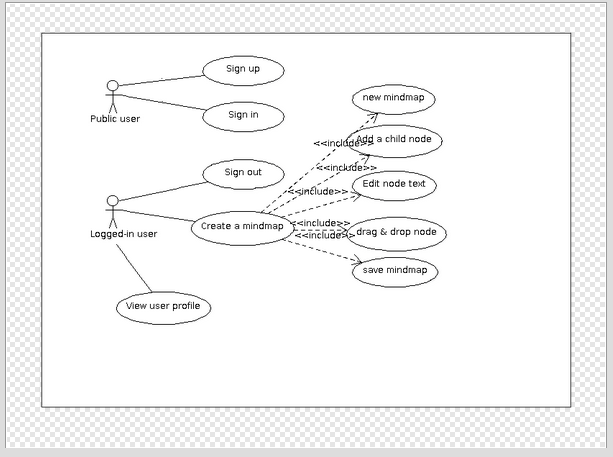 Sign up
Public user
Sign in
new mindmap
<<include>>
Add a child node
<<include>>
Sign out
Edit node text
<<include>>
Logged-in user
Create a mindmap
<<include>>
<<include>>
drag & drop node
save mindmap
View user profile